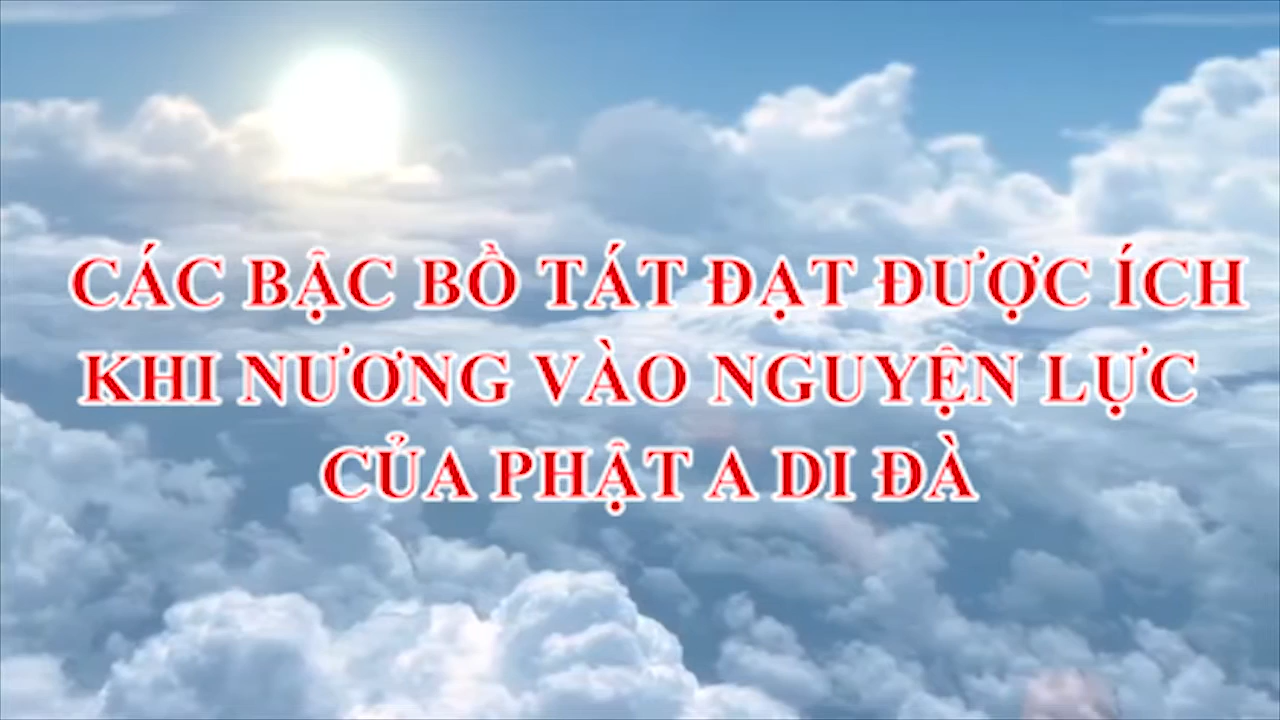 CÁC BẬC BỒ TÁT ĐẠT ĐƯỢC ÍCH
KHI NƯƠNG VÀO NGUYỆN LỰC
CỦA PHẬT A DI ĐÀ